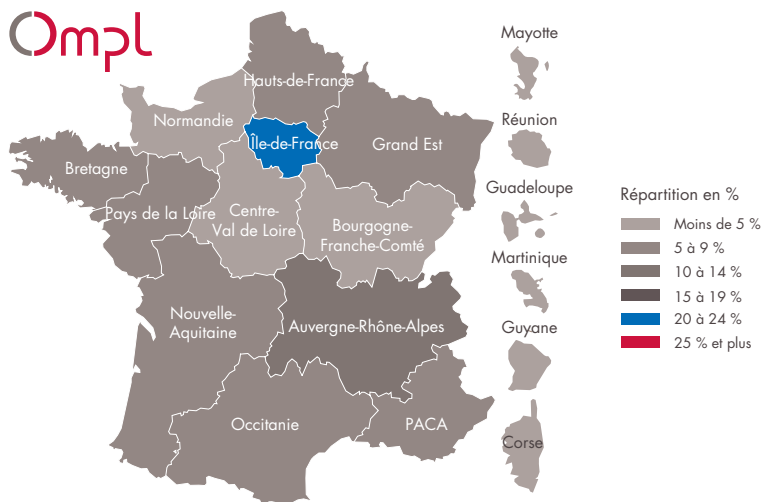 Ompl
Mayotte
Hauts-de-France
Normandie
Réunion
Île-de-France
Grand Est
Bretagne
Guadeloupe
Pays de la Loire
Centre-
Val de Loire
Bourgogne-
Franche-Comté
Martinique
Nouvelle-
Aquitaine
Auvergne-Rhône-Alpes
Guyane
Occitanie
PACA
Corse
Répartition en %
Moins de 5 %
5 à 9 %
10 à 14 %
15 à 19 %
20 à 24 %
25 % et plus